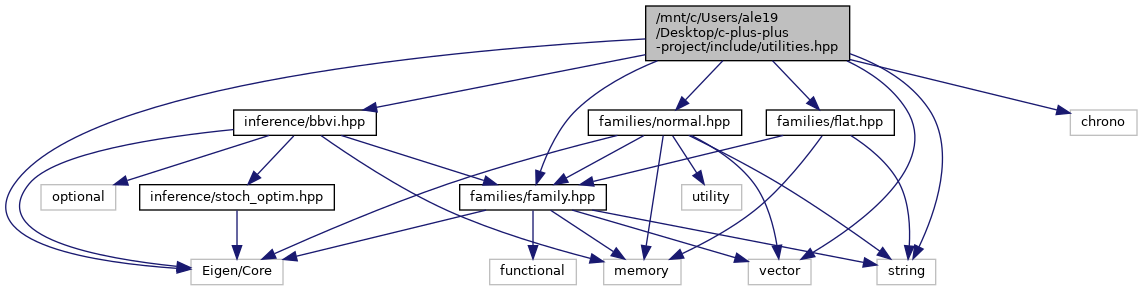 /mnt/c/Users/ale19
/Desktop/c-plus-plus
-project/include/utilities.hpp
inference/bbvi.hpp
families/normal.hpp
families/flat.hpp
chrono
optional
inference/stoch_optim.hpp
families/family.hpp
utility
Eigen/Core
functional
memory
vector
string